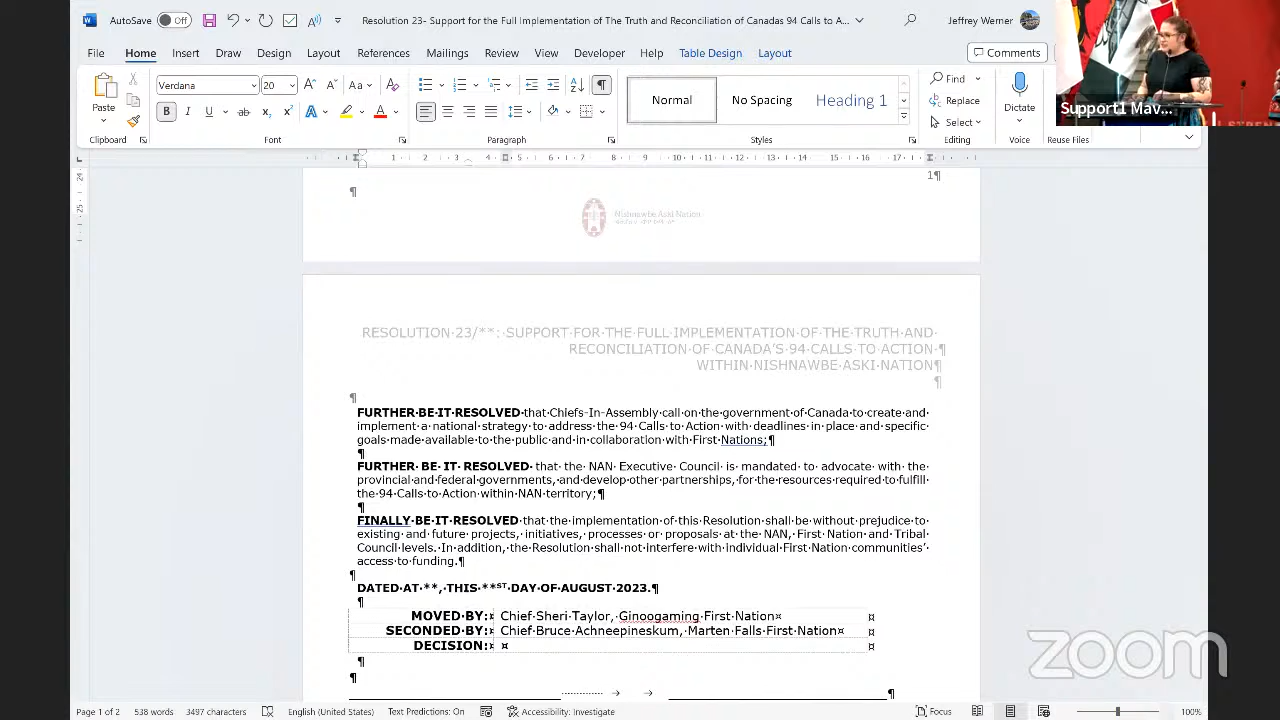 AutoSave Off Resolution 23- Support for the Full Implementation of The Truth and Reconciliation of Canadas 94 Calls to A... Jeffrey Werner
File Home Insert Draw Design Layout References Mailings Review View Developer Help Table Design Layout Comments
Paste Verdana 20 Normal No Spacing Heading 1 Find Replace Select Dictate
Clipboard Font Paragraph Styles Editing Voice Reuse Files
Support1 Mav...
1¶
Nishnawbe Aski Nation
RESOLUTION 23/**: SUPPORT FOR THE FULL IMPLEMENTATION OF THE TRUTH AND
RECONCILIATION OF CANADA'S 94 CALLS TO ACTION ¶
WITHIN NISHNAWBE ASKI NATION¶
FURTHER BE IT RESOLVED that Chiefs-In-Assembly call on the government of Canada to create and
implement a national strategy to address the 94 Calls to Action with deadlines in place and specific
goals made available to the public and in collaboration with First Nations;¶
FURTHER BE IT RESOLVED that the NAN Executive Council is mandated to advocate with the
provincial and federal governments, and develop other partnerships, for the resources required to fulfill
the 94 Calls to Action within NAN territory;¶
FINALLY BE IT RESOLVED that the implementation of this Resolution shall be without prejudice to
existing and future projects, initiatives, processes or proposals at the NAN, First Nation and Tribal
Council levels. In addition, the Resolution shall not interfere with individual First Nation communities'
access to funding.¶
DATED AT **, THIS **ST DAY OF AUGUST 2023.¶
MOVED BY: Chief Sheri Taylor, Ginoogaming First Nation
SECONDED BY: Chief Bruce Achneepineskum, Marten Falls First Nation
DECISION:
zoom
Page 1 of 2 538 words 3497 characters English (United States) Text Predictions: On Accessibility: Investigate Focus 100%